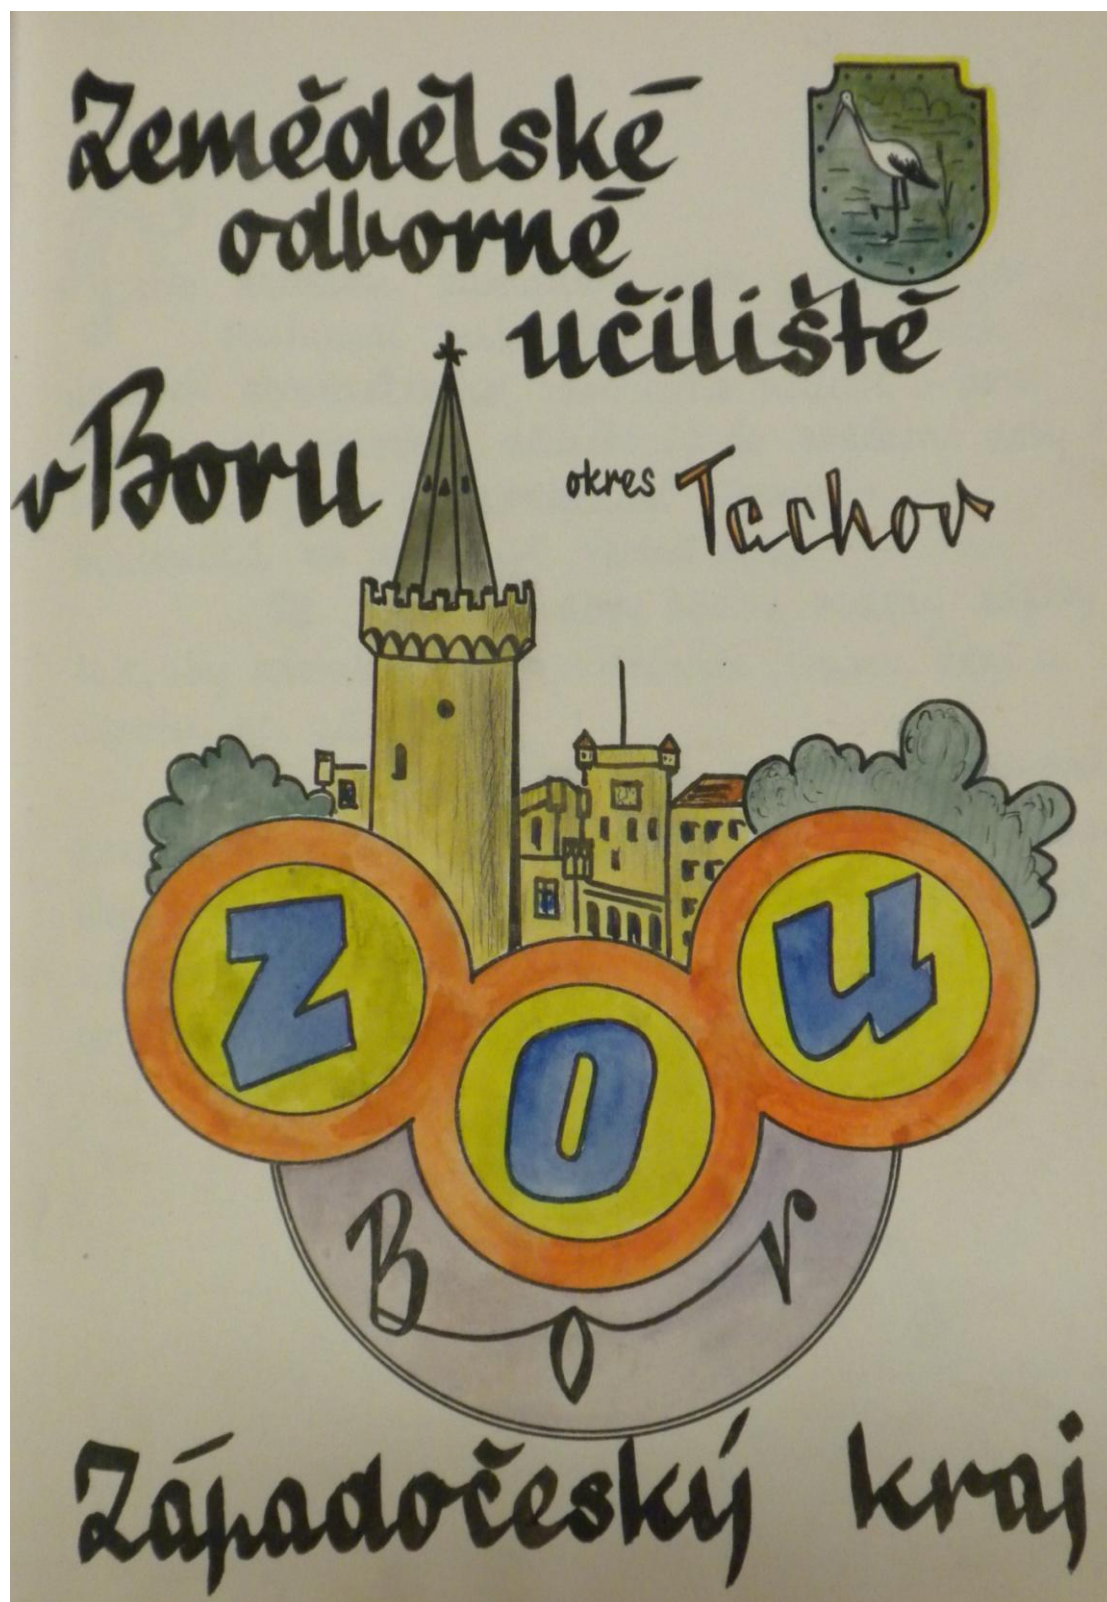 Zemědělské
odborné
učiliště
v Boru
okres Tachov
ZOU
Bor
Západočeský kraj